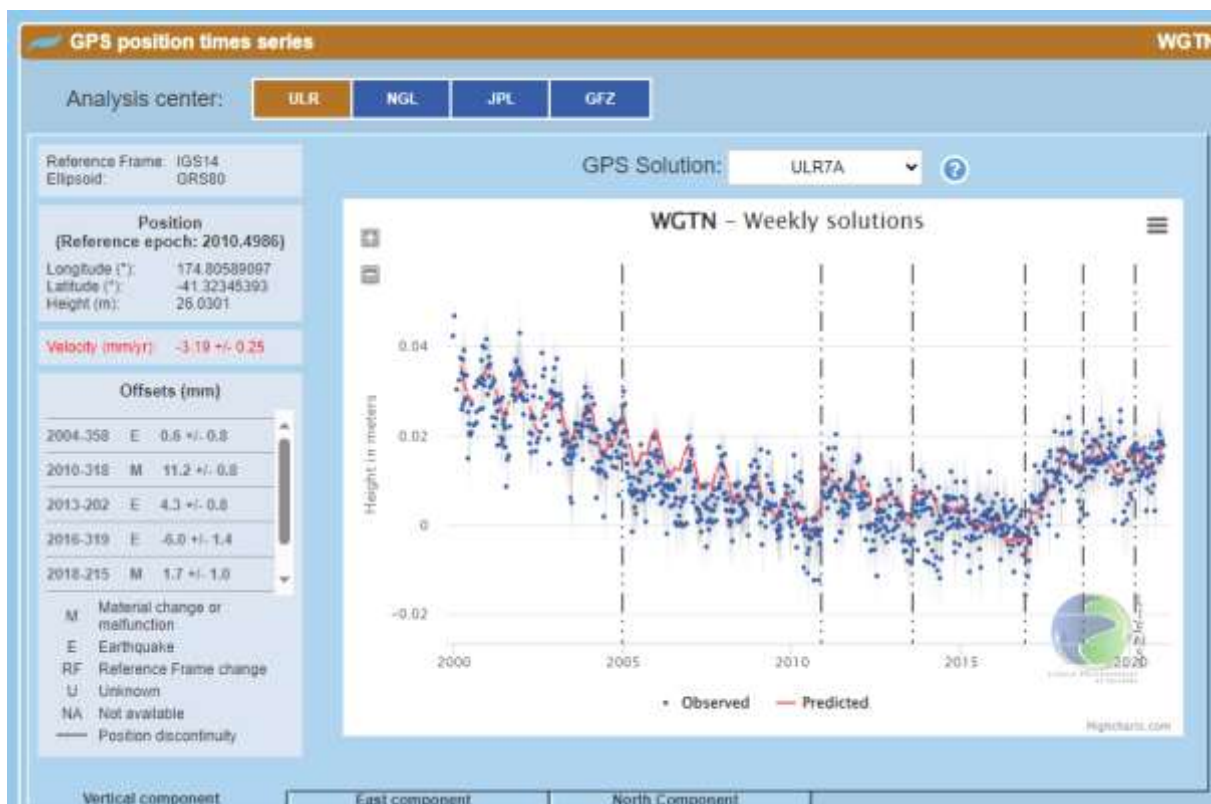 GPS position times series
WGTN
Analysis center:
ULR
NGL
JPL
GFZ
Reference Frame: IGS14
Ellipsoid: GRS80
Position
(Reference epoch: 2010.4986)
Longitude (°): 174.80589097
Latitude (°): -41.32345393
Height (m): 26.0301
Velocity (mm/yr): -3.19 +/- 0.25
Offsets (mm)
2004-358 E 0.6 +/- 0.8
2010-318 M 11.2 +/- 0.8
2013-202 E 4.3 +/- 0.8
2016-319 E -6.0 +/- 1.4
2018-215 M 1.7 +/- 1.0
M Material change or
malfunction
E Earthquake
RF Reference Frame change
U Unknown
NA Not available
Position discontinuity
GPS Solution:
ULR7A
?
WGTN – Weekly solutions
Height in meters
0.04
0.02
0
-0.02
2000
2005
2010
2015
2020
Observed
Predicted
Highcharts.com
Vertical component
East component
North Component